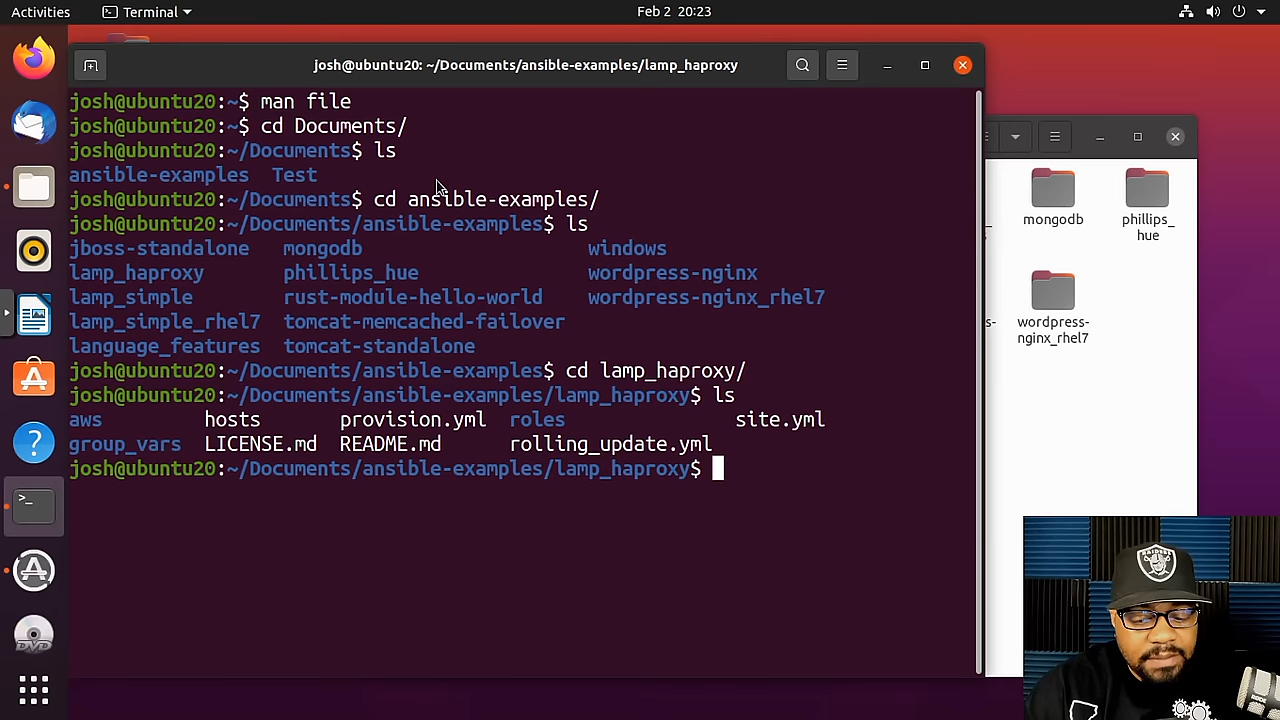 Activities
Terminal
Feb 2 20:23
josh@ubuntu20: ~/Documents/ansible-examples/lamp_haproxy
josh@ubuntu20:~$ man file
josh@ubuntu20:~$ cd Documents/
josh@ubuntu20:~/Documents$ ls
ansible-examples Test
josh@ubuntu20:~/Documents$ cd ansible-examples/
josh@ubuntu20:~/Documents/ansible-examples$ ls
jboss-standalone mongodb windows
lamp_haproxy phillips_hue wordpress-nginx
lamp_simple rust-module-hello-world wordpress-nginx_rhel7
lamp_simple_rhel7 tomcat-memcached-failover
language_features tomcat-standalone
josh@ubuntu20:~/Documents/ansible-examples$ cd lamp_haproxy/
josh@ubuntu20:~/Documents/ansible-examples/lamp_haproxy$ ls
aws hosts provision.yml roles site.yml
group_vars LICENSE.md README.md rolling_update.yml
josh@ubuntu20:~/Documents/ansible-examples/lamp_haproxy$
mongodb
phillips_
hue
wordpress-
nginx_rhel7
RAIDERS
DVD